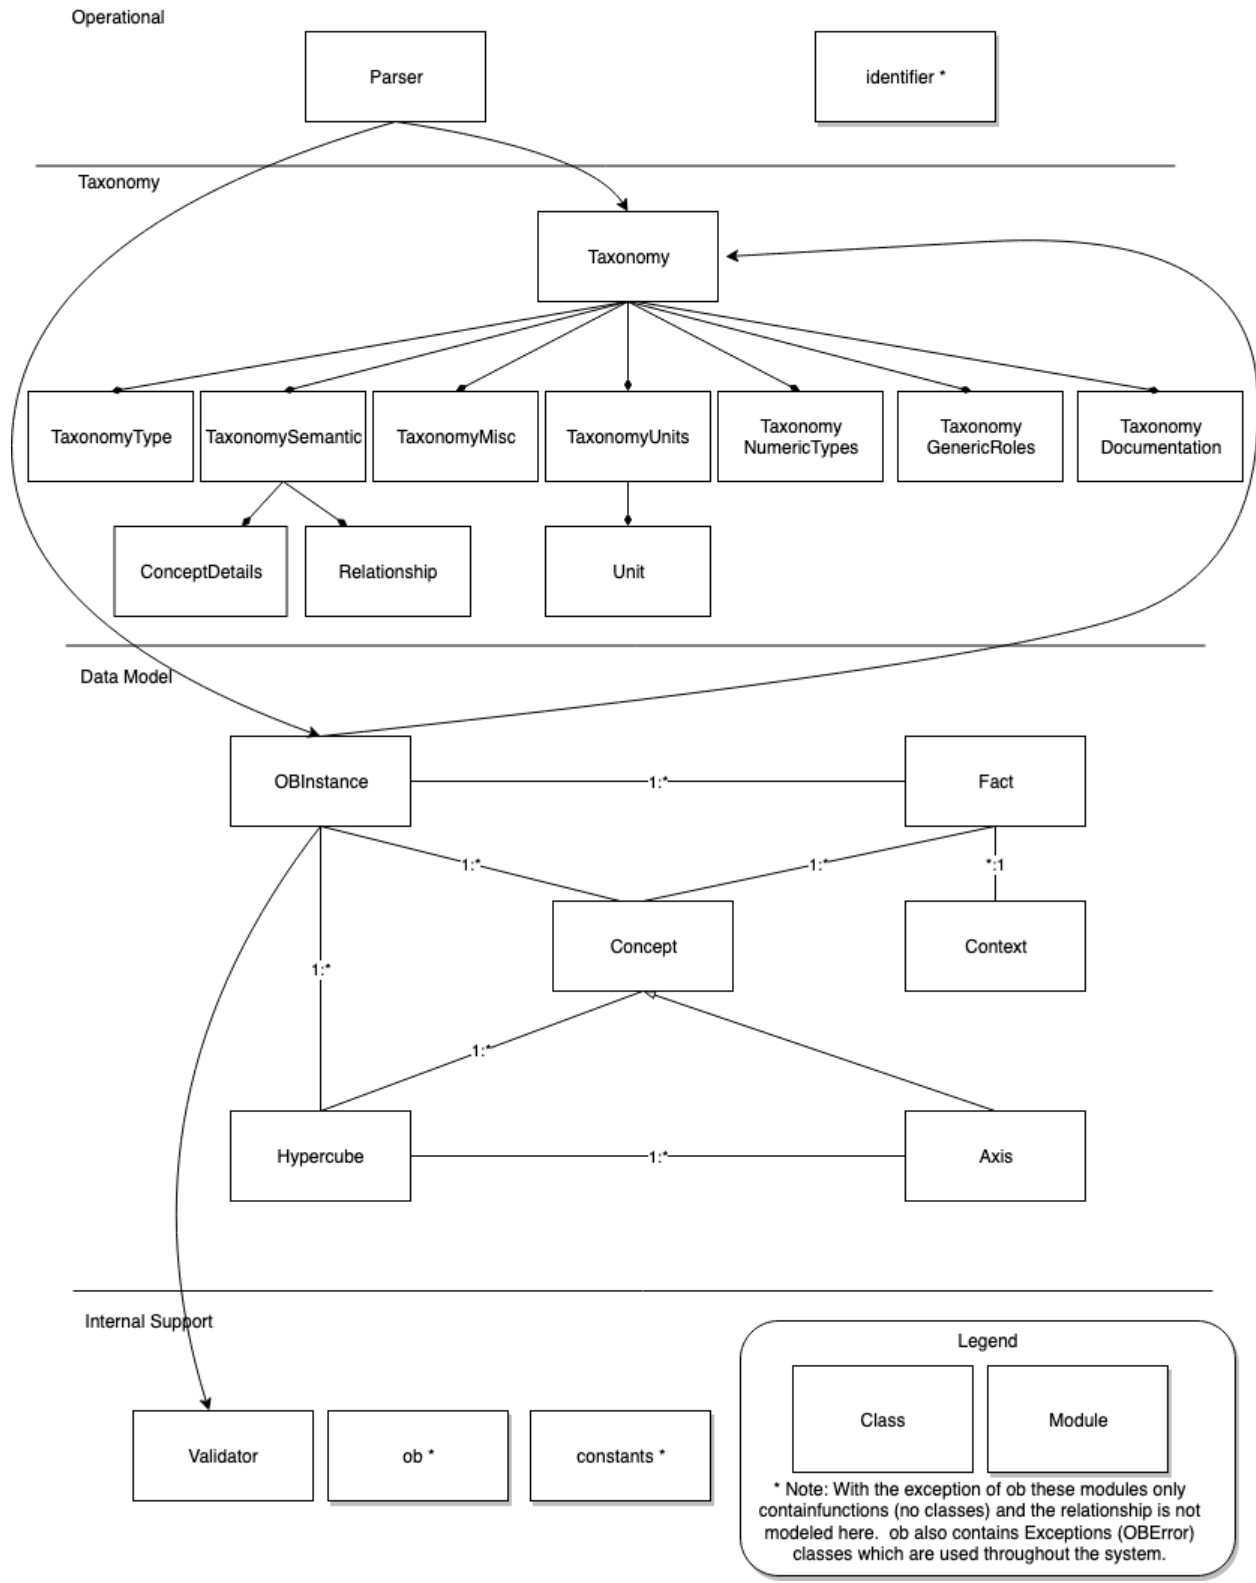 Operational
Parser
identifier *
Taxonomy
Taxonomy
TaxonomyType
TaxonomySemantic
TaxonomyMisc
TaxonomyUnits
Taxonomy
NumericTypes
Taxonomy
GenericRoles
Taxonomy
Documentation
ConceptDetails
Relationship
Unit
Data Model
OBInstance
1:*
Fact
1:*
1:*
*:1
Concept
Context
1:*
1:*
Hypercube
1:*
Axis
Internal Support
Validator
ob *
constants *
Legend
Class
Module
* Note: With the exception of ob these modules only
containfunctions (no classes) and the relationship is not
modeled here.  ob also contains Exceptions (OBError)
classes which are used throughout the system.